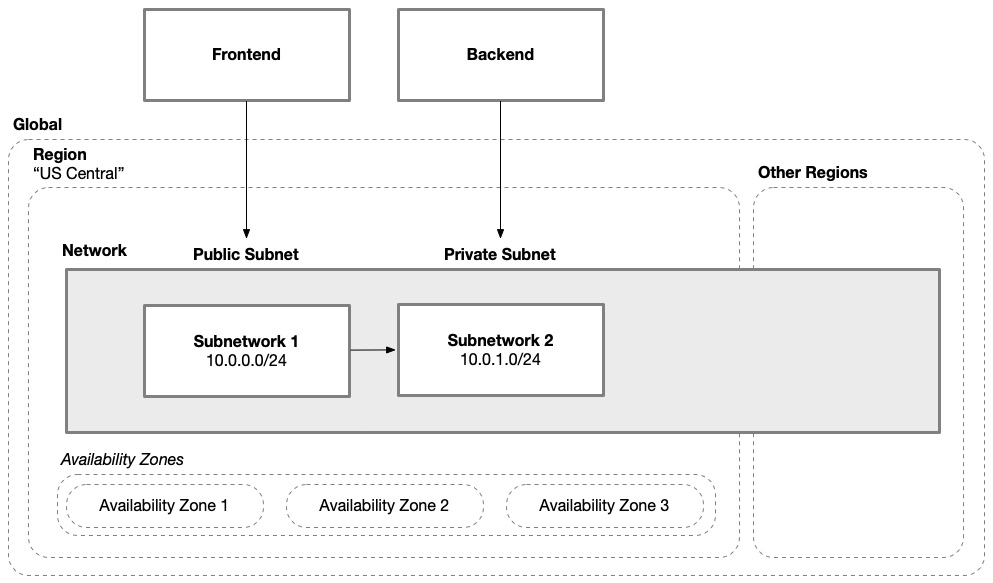 Frontend
Backend
Global
Region
“US Central”
Other Regions
Network
Public Subnet
Private Subnet
Subnetwork 1
10.0.0.0/24
Subnetwork 2
10.0.1.0/24
Availability Zones
Availability Zone 1
Availability Zone 2
Availability Zone 3